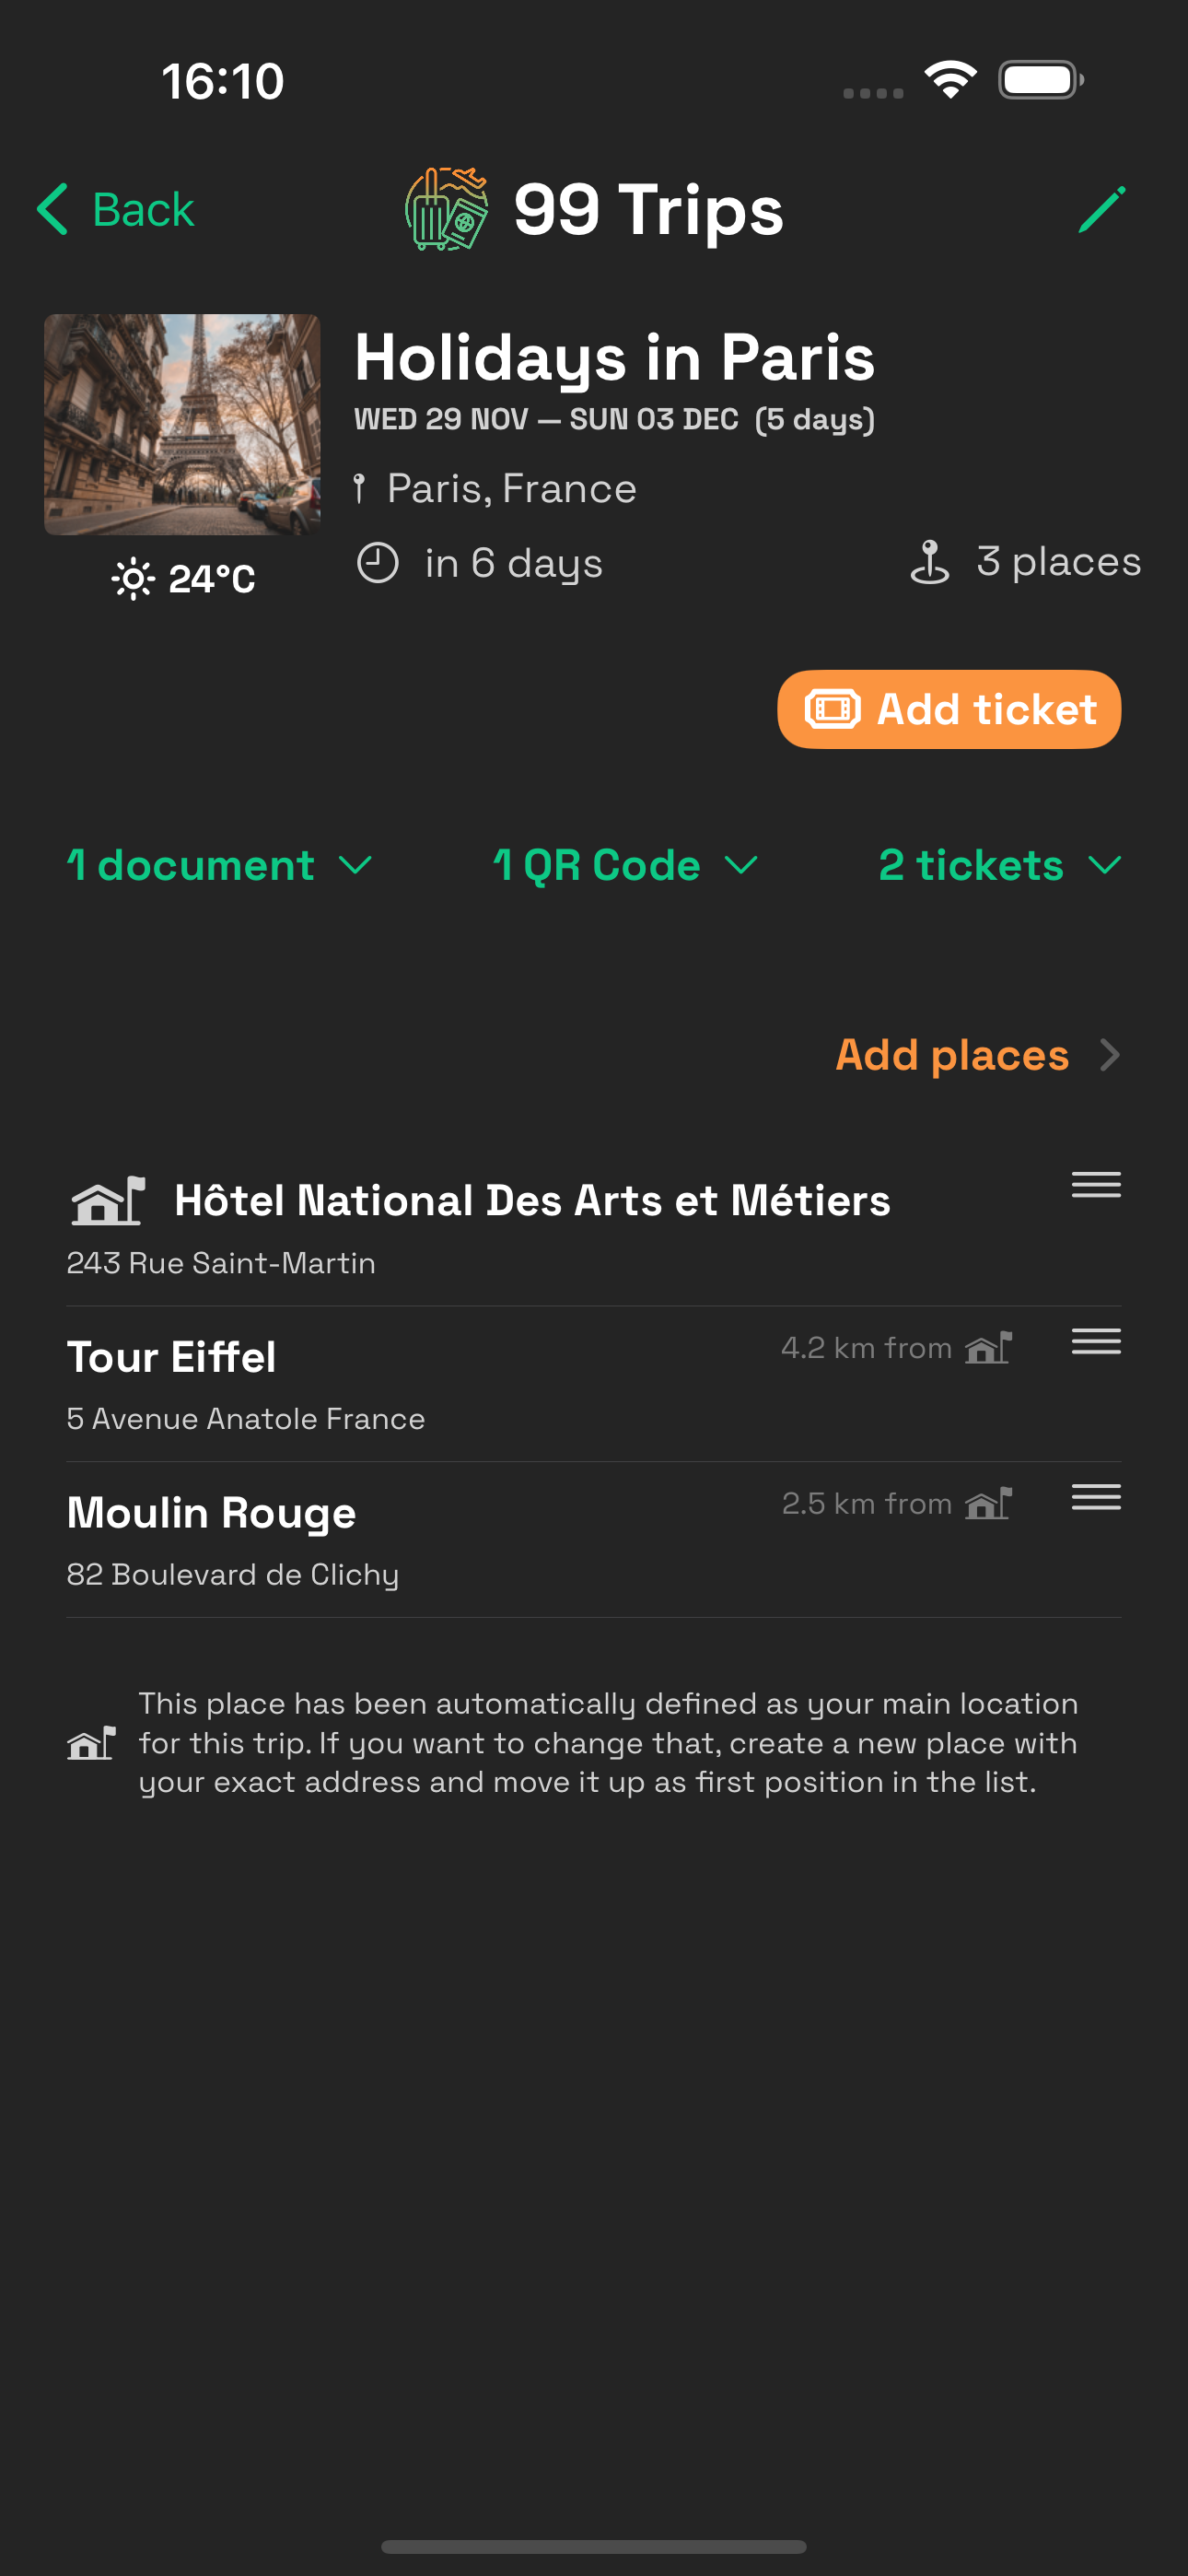 16:10
Back
99 Trips
Holidays in Paris
WED 29 NOV — SUN 03 DEC (5 days)
Paris, France
in 6 days
3 places
24°C
Add ticket
1 document
1 QR Code
2 tickets
Add places
Hôtel National Des Arts et Métiers
243 Rue Saint-Martin
Tour Eiffel
4.2 km from
5 Avenue Anatole France
Moulin Rouge
2.5 km from
82 Boulevard de Clichy
This place has been automatically defined as your main location
for this trip. If you want to change that, create a new place with
your exact address and move it up as first position in the list.